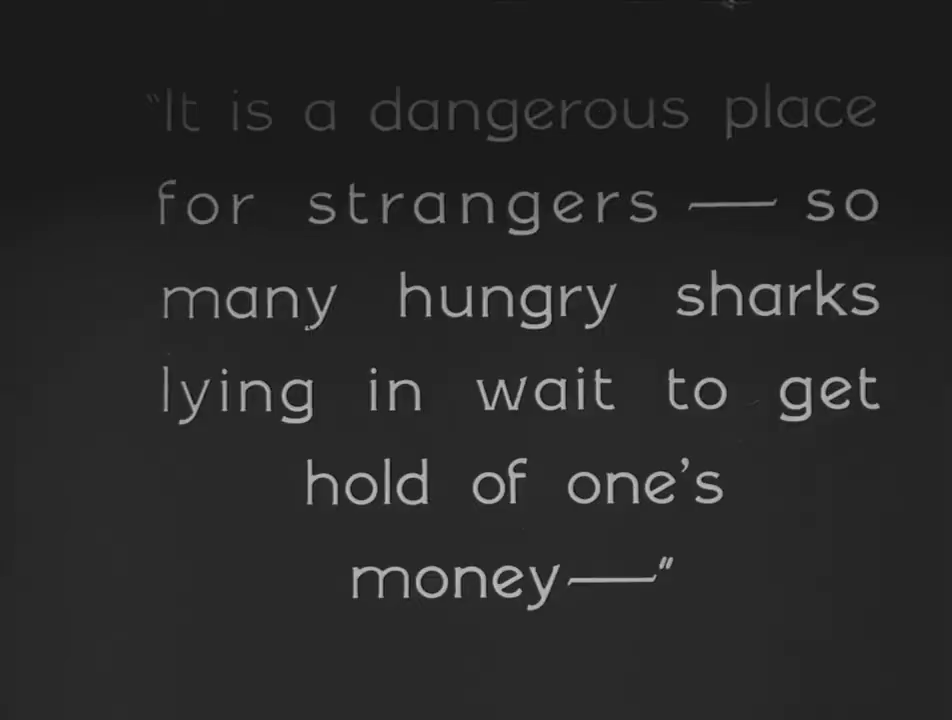 “It is a dangerous place
for strangers — so
many hungry sharks
lying in wait to get
hold of one’s
money—”